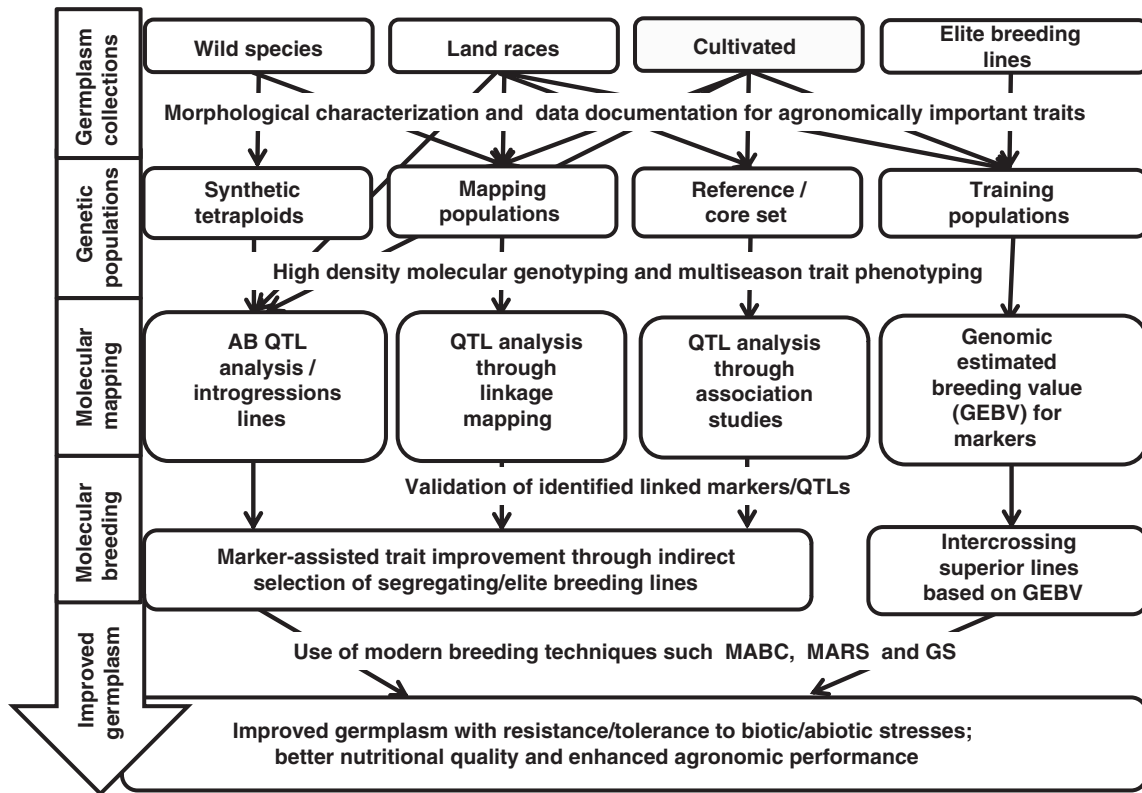 Germplasm
collections
Wild species
Land races
Cultivated
Elite breeding
lines
Morphological characterization and data documentation for agronomically important traits
Genetic
populations
Synthetic
tetraploids
Mapping
populations
Reference /
core set
Training
populations
High density molecular genotyping and multiseason trait phenotyping
Molecular
mapping
AB QTL
analysis /
introgressions
lines
QTL analysis
through
linkage
mapping
QTL analysis
through
association
studies
Genomic
estimated
breeding value
(GEBV) for
markers
Validation of identified linked markers/QTLs
Molecular
breeding
Marker-assisted trait improvement through indirect
selection of segregating/elite breeding lines
Intercrossing
superior lines
based on GEBV
Use of modern breeding techniques such MABC, MARS and GS
Improved
germplasm
Improved germplasm with resistance/tolerance to biotic/abiotic stresses;
better nutritional quality and enhanced agronomic performance